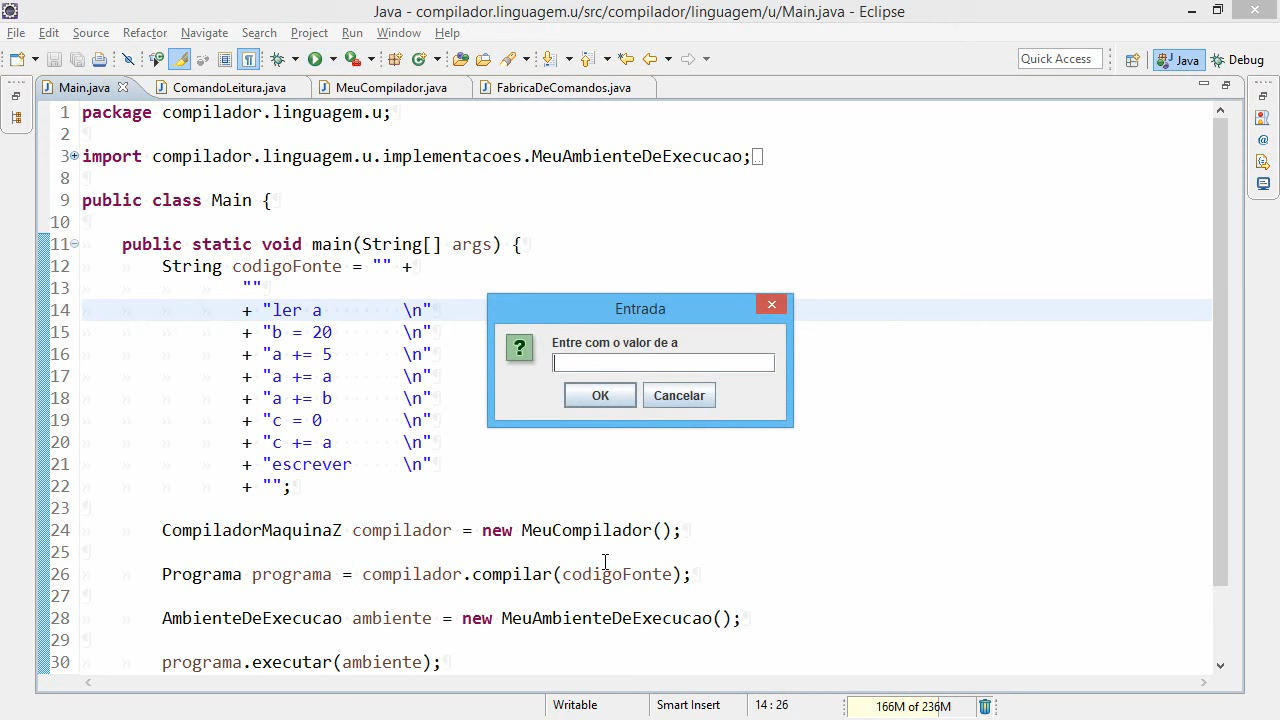 Java - compilador.linguagem.u/src/compilador/linguagem/u/Main.java - Eclipse
File Edit Source Refactor Navigate Search Project Run Window Help
Quick Access Java Debug
Main.java ComandoLeitura.java MeuCompilador.java FabricaDeComandos.java
1 package compilador.linguagem.u;
2
3 import compilador.linguagem.u.implementacoes.MeuAmbienteDeExecucao;
8
9 public class Main {
10
11 public static void main(String[] args) {
12 String codigoFonte = "" +
13 ""
14 + "ler a \n"
15 + "b = 20 \n"
16 + "a += 5 \n"
17 + "a += a \n"
18 + "a += b \n"
19 + "c = 0 \n"
20 + "c += a \n"
21 + "escrever \n"
22 + "";
23
24 CompiladorMaquinaZ compilador = new MeuCompilador();
25
26 Programa programa = compilador.compilar(codigoFonte);
27
28 AmbienteDeExecucao ambiente = new MeuAmbienteDeExecucao();
29
30 programa.executar(ambiente);
Entrada
Entre com o valor de a
OK Cancelar
Writable Smart Insert 14 : 26 166M of 236M